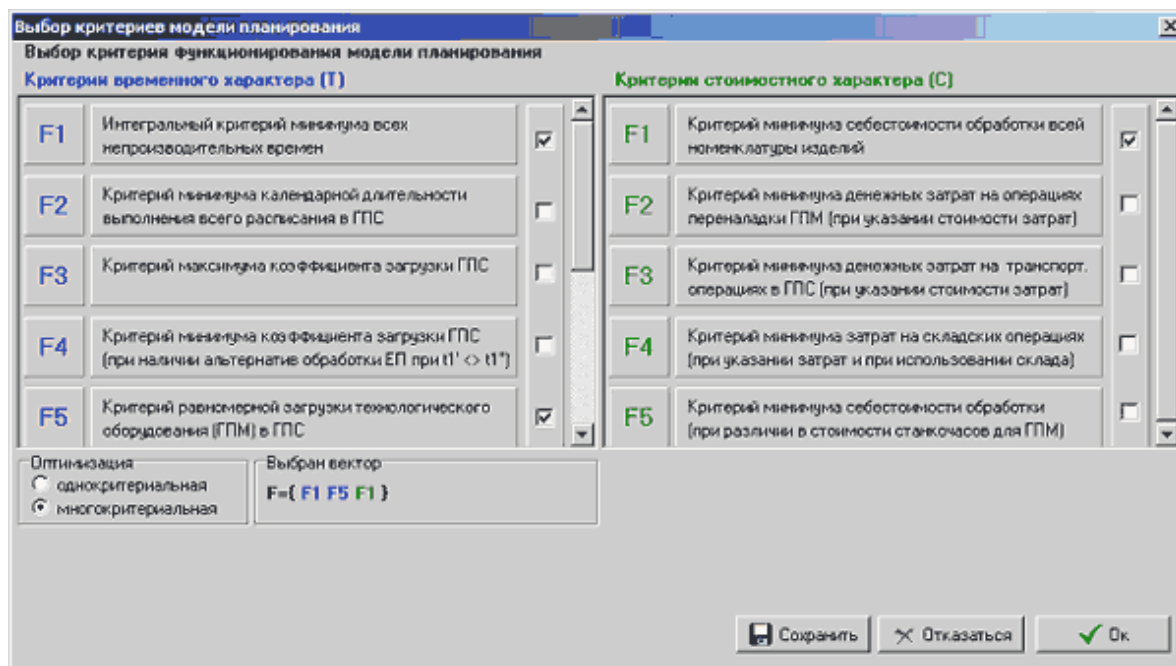 Выбор критериев модели планирования
Выбор критерия функционирования модели планирования
Критерии временного характера (T)
F1
Интегральный критерий минимума всех
непроизводительных времен
F2
Критерий минимума календарной длительности
выполнения всего расписания в ГПС
F3
Критерий максимума коэффициента загрузки ГПС
F4
Критерий минимума коэффициента загрузки ГПС
(при наличии альтернатив обработки ЕП при t1' <> t1")
F5
Критерий равномерной загрузки технологического
оборудования (ГПМ) в ГПС
Критерии стоимостного характера (C)
F1
Критерий минимума себестоимости обработки всей
номенклатуры изделий
F2
Критерий минимума денежных затрат на операциях
переналадки ГПМ (при указании стоимости затрат)
F3
Критерий минимума денежных затрат на транспорт.
операциях в ГПС (при указании стоимости затрат)
F4
Критерий минимума затрат на складских операциях
(при указании затрат и при использовании склада)
F5
Критерий минимума себестоимости обработки
(при различии в стоимости станкочасов для ГПМ)
Оптимизация
однокритериальная
многокритериальная
Выбран вектор
F={ F1 F5 F1 }
Сохранить
Отказаться
Ок